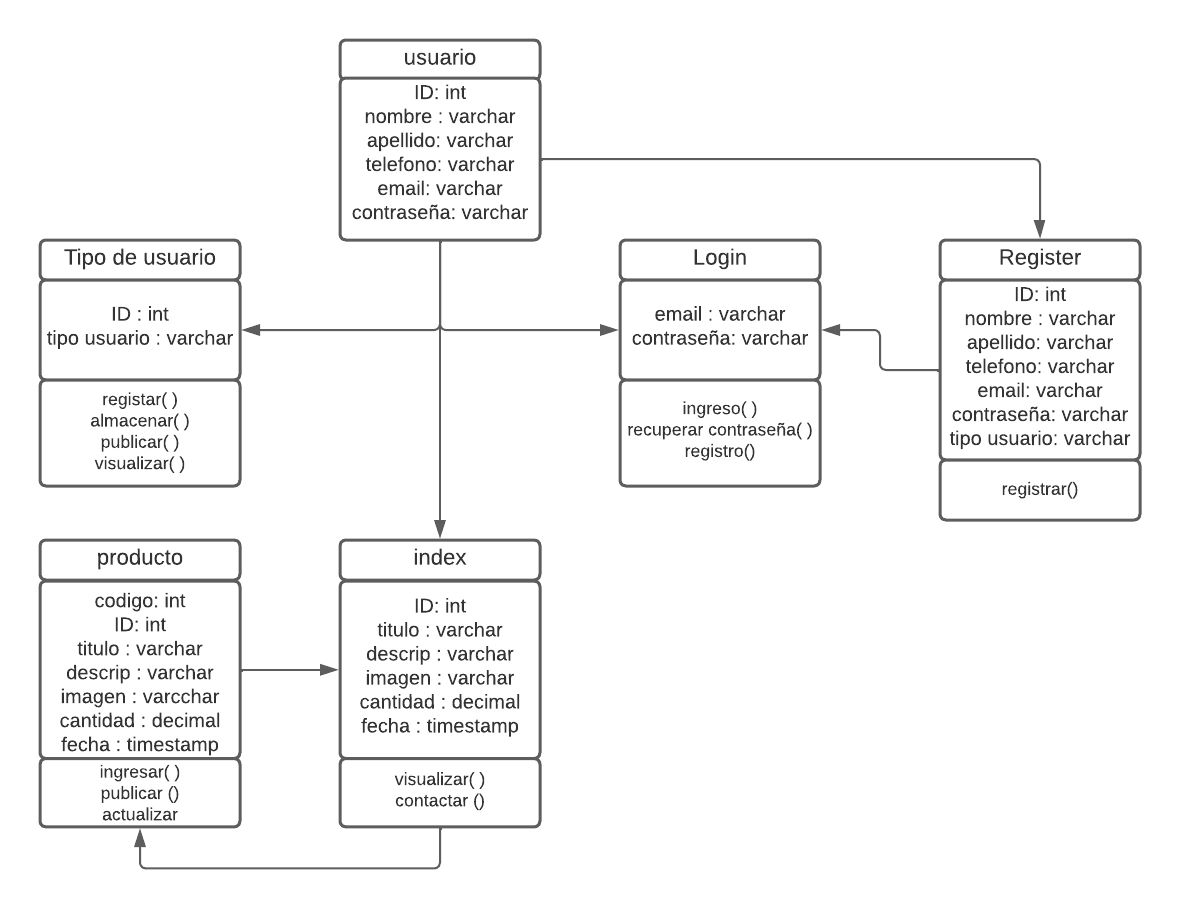 usuario
ID: int
nombre : varchar
apellido: varchar
telefono: varchar
email: varchar
contraseña: varchar
Tipo de usuario
ID : int
tipo usuario : varchar
registar( )
almacenar( )
publicar( )
visualizar( )
Login
email : varchar
contraseña: varchar
ingreso( )
recuperar contraseña( )
registro()
Register
ID: int
nombre : varchar
apellido: varchar
telefono: varchar
email: varchar
contraseña: varchar
tipo usuario: varchar
registrar()
producto
codigo: int
ID: int
titulo : varchar
descrip : varchar
imagen : varcchar
cantidad : decimal
fecha : timestamp
ingresar( )
publicar ()
actualizar
index
ID: int
titulo : varchar
descrip : varchar
imagen : varchar
cantidad : decimal
fecha : timestamp
visualizar( )
contactar ()